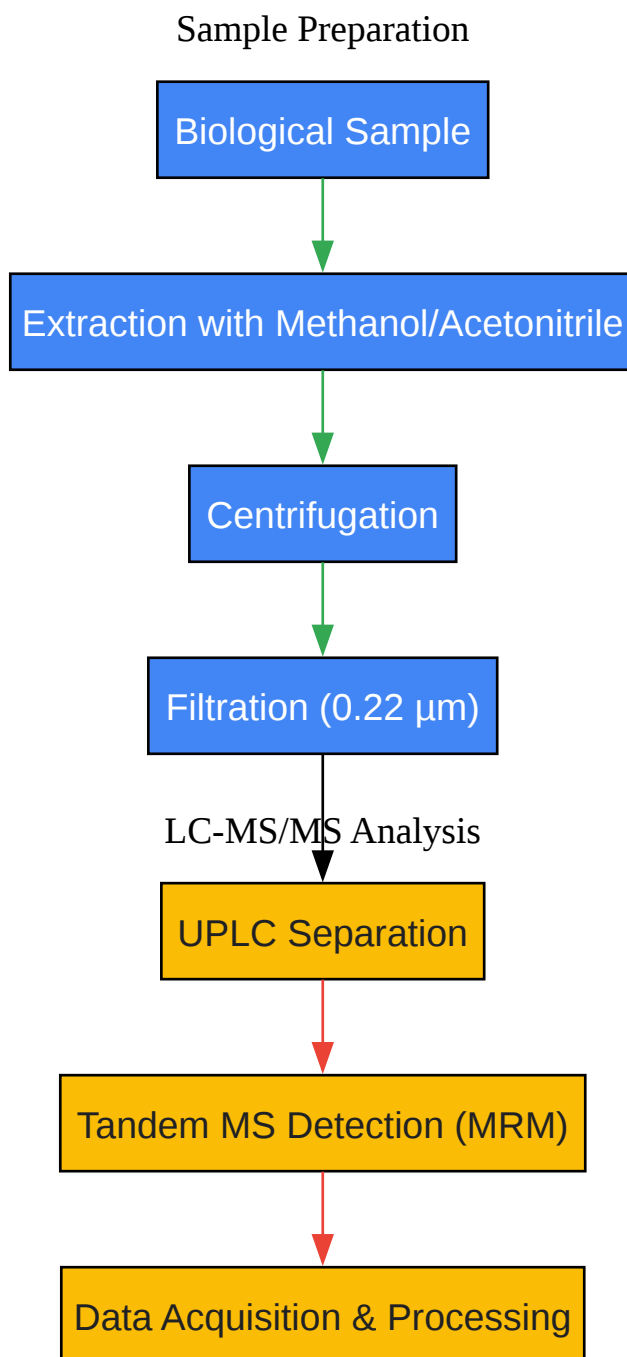 Sample Preparation
Biological Sample
Extraction with Methanol/Acetonitrile
Centrifugation
Filtration (0.22 µm)
LC-MS/MS Analysis
UPLC Separation
Tandem MS Detection (MRM)
Data Acquisition & Processing